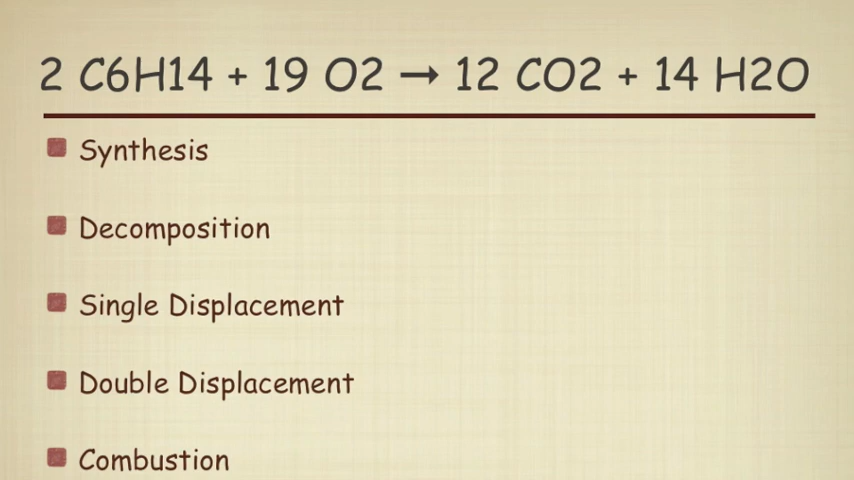 2 C6H14 + 19 O2 → 12 CO2 + 14 H2O
Synthesis
Decomposition
Single Displacement
Double Displacement
Combustion